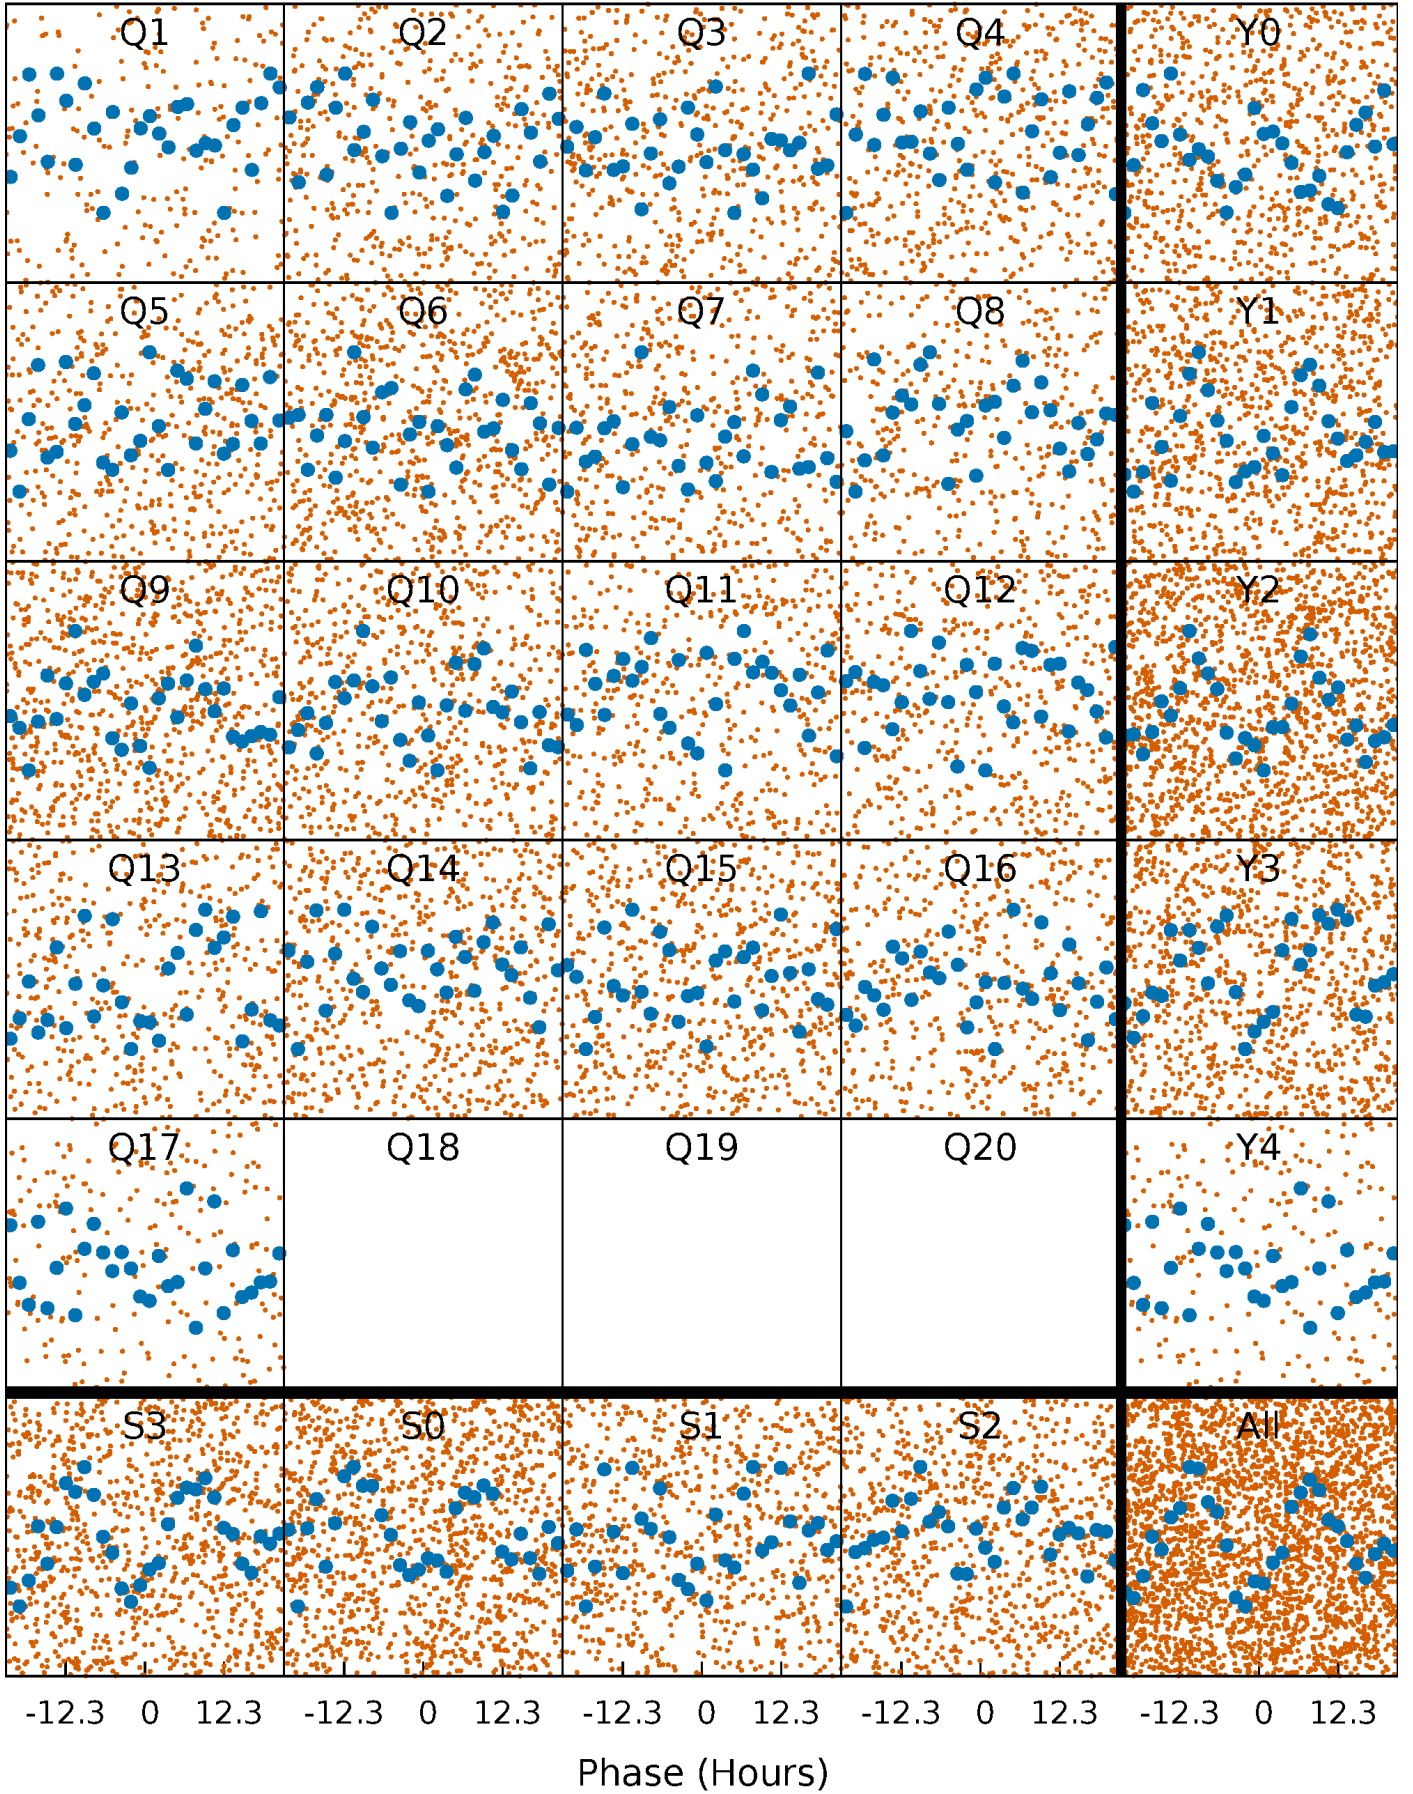 Q1 Q2 Q3 Q4 Y0
Q5 Q6 Q7 Q8 Y1
Q9 Q10 Q11 Q12 Y2
Q13 Q14 Q15 Q16 Y3
Q17 Q18 Q19 Q20 Y4
S3 S0 S1 S2 All
-12.3 0 12.3 -12.3 0 12.3 -12.3 0 12.3 -12.3 0 12.3 -12.3 0 12.3
Phase (Hours)